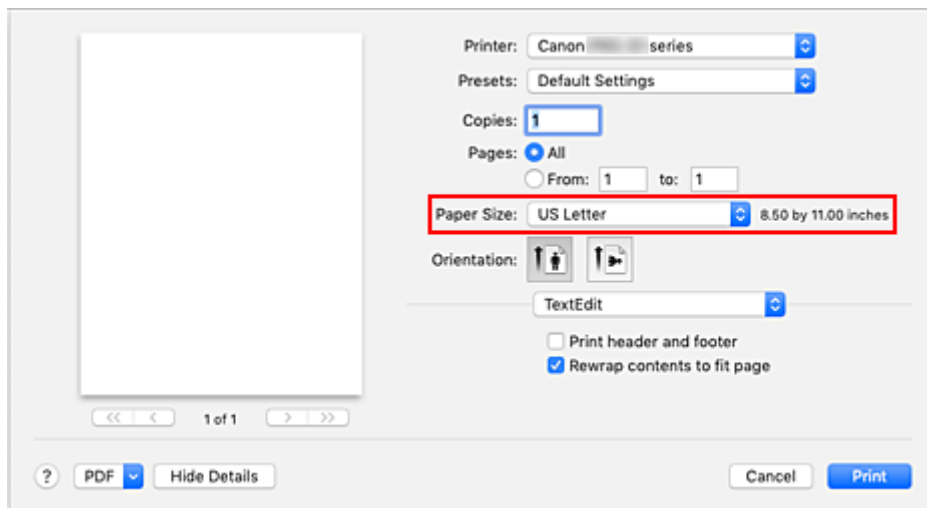 Printer: Canon series
Presets: Default Settings
Copies: 1
Pages: All
From: 1 to: 1
Paper Size: US Letter 8.50 by 11.00 inches
Orientation:
TextEdit
Print header and footer
Rewrap contents to fit page
<< < 1 of 1 > >>
? PDF Hide Details Cancel Print